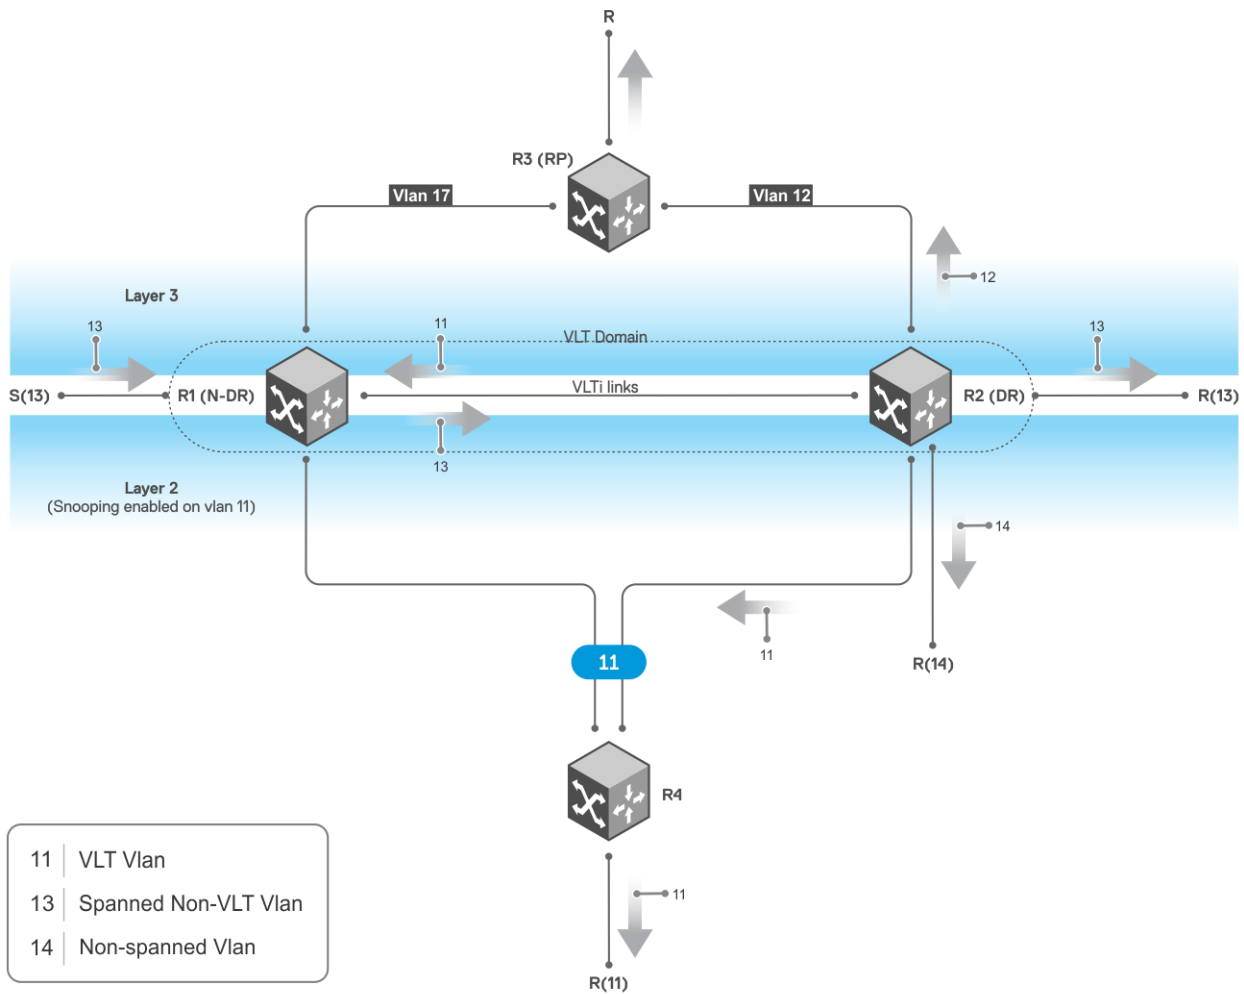 R
R3 (RP)
Vlan 17
Vlan 12
12
Layer 3
13
11
VLT Domain
13
S(13)
R1 (N-DR)
VLTi links
R2 (DR)
R(13)
13
Layer 2
(Snooping enabled on vlan 11)
14
11
11
R(14)
R4
11
R(11)
11 VLT Vlan
13 Spanned Non-VLT Vlan
14 Non-spanned Vlan